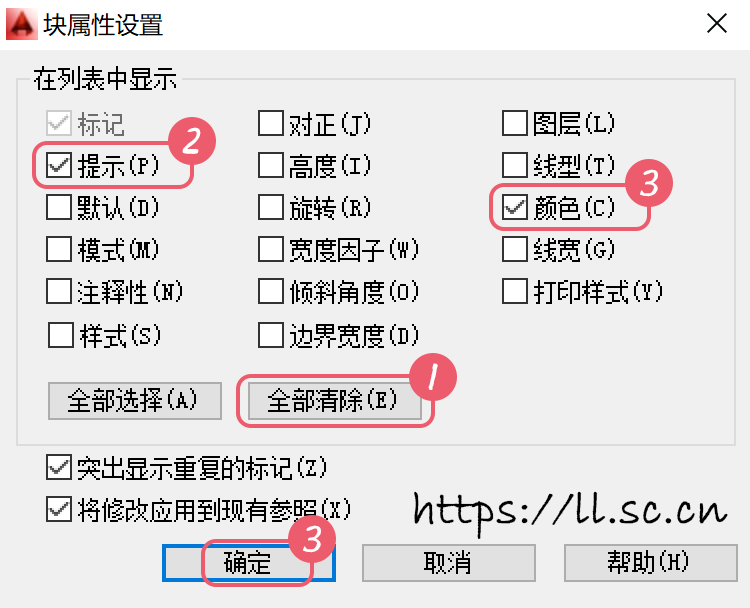 块属性设置
在列表中显示
标记 对正(J) 图层(L)
2
提示(P) 高度(I) 线型(T)
3
默认(D) 旋转(R) 颜色(C)
模式(M) 宽度因子(W) 线宽(G)
注释性(N) 倾斜角度(O) 打印样式(Y)
样式(S) 边界宽度(D)
1
全部选择(A) 全部清除(E)
突出显示重复的标记(Z)
将修改应用到现有参照(X)
https://ll.sc.cn
3
确定 取消 帮助(H)